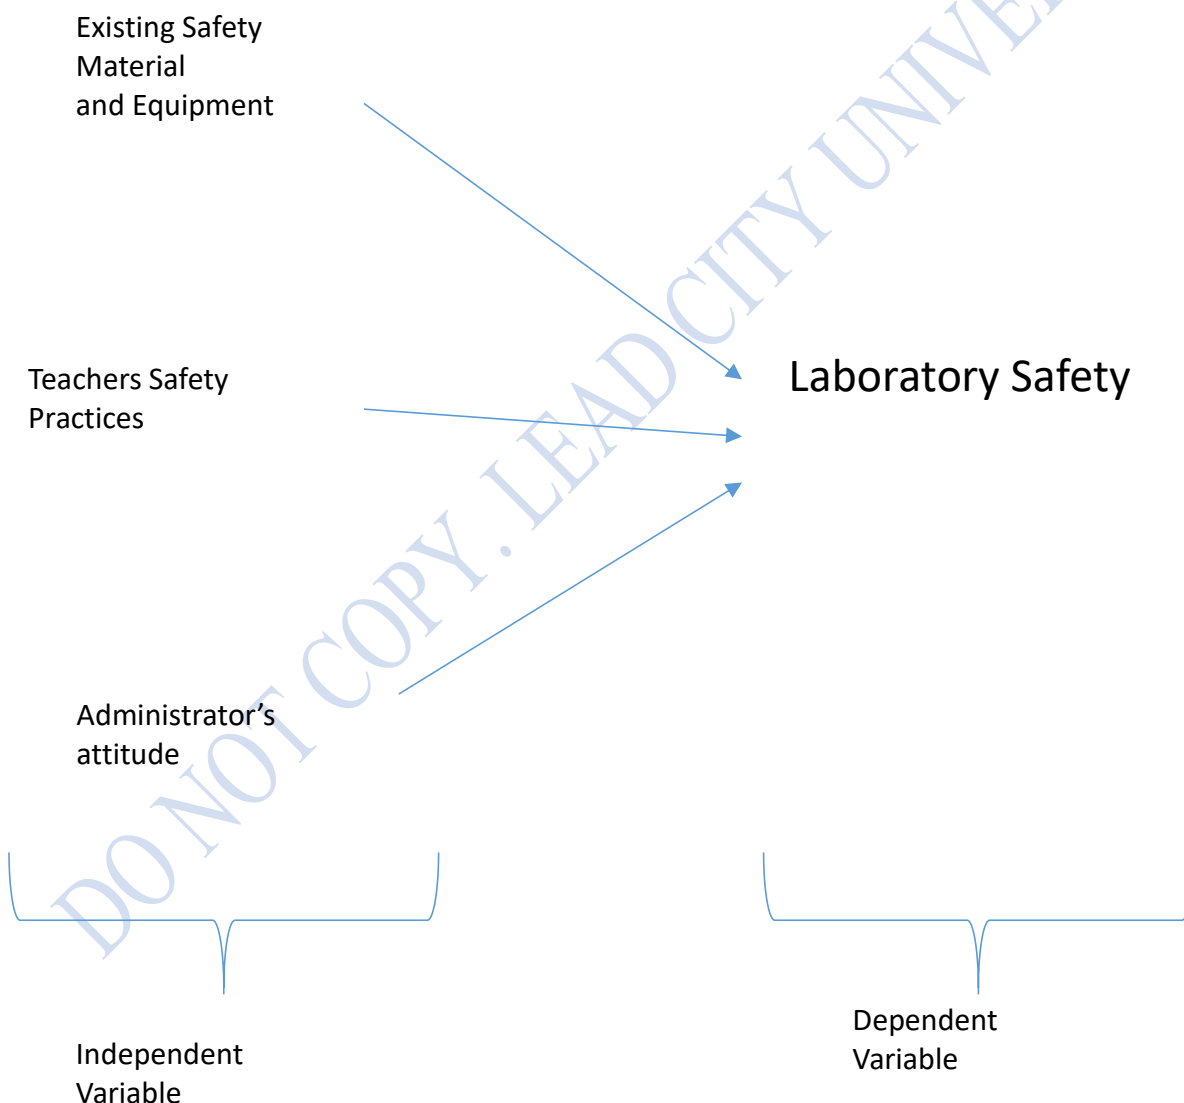 Existing Safety
Material
and Equipment
Teachers Safety
Practices
Laboratory Safety
Administrator’s
attitude
Independent
Variable
Dependent
Variable
DO NOT COPY . LEAD CITY